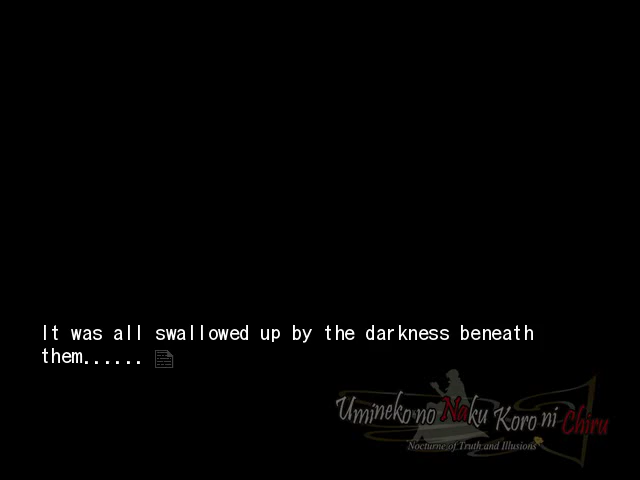 It was all swallowed up by the darkness beneath
them......
Umineko no Naku Koro ni Chiru
Nocturne of Truth and Illusions